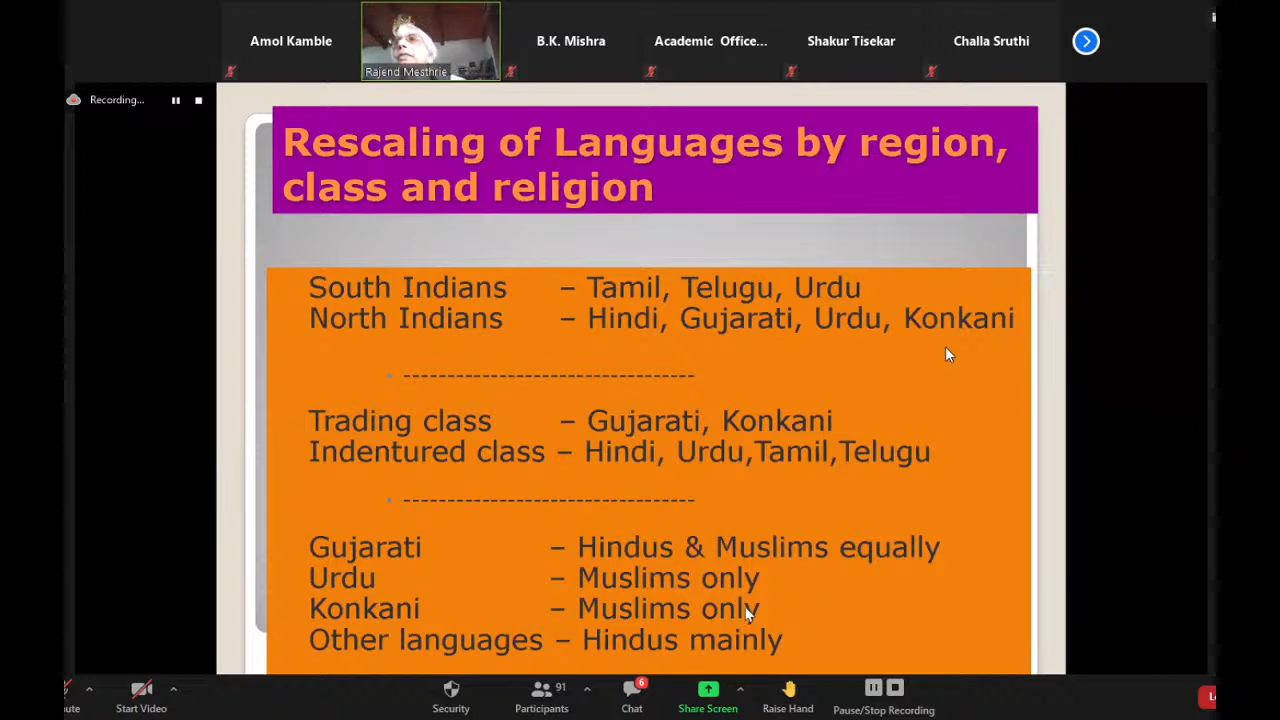 Amol Kamble
Rajend Mesthrie
B.K. Mishra
Academic Office...
Shakur Tisekar
Challa Sruthi
Recording...
Rescaling of Languages by region,
class and religion
South Indians – Tamil, Telugu, Urdu
North Indians – Hindi, Gujarati, Urdu, Konkani
---------------------------------
Trading class – Gujarati, Konkani
Indentured class – Hindi, Urdu,Tamil,Telugu
---------------------------------
Gujarati – Hindus & Muslims equally
Urdu – Muslims only
Konkani – Muslims only
Other languages – Hindus mainly
ute
Start Video
Security
Participants
91
Chat
6
Share Screen
Raise Hand
Pause/Stop Recording